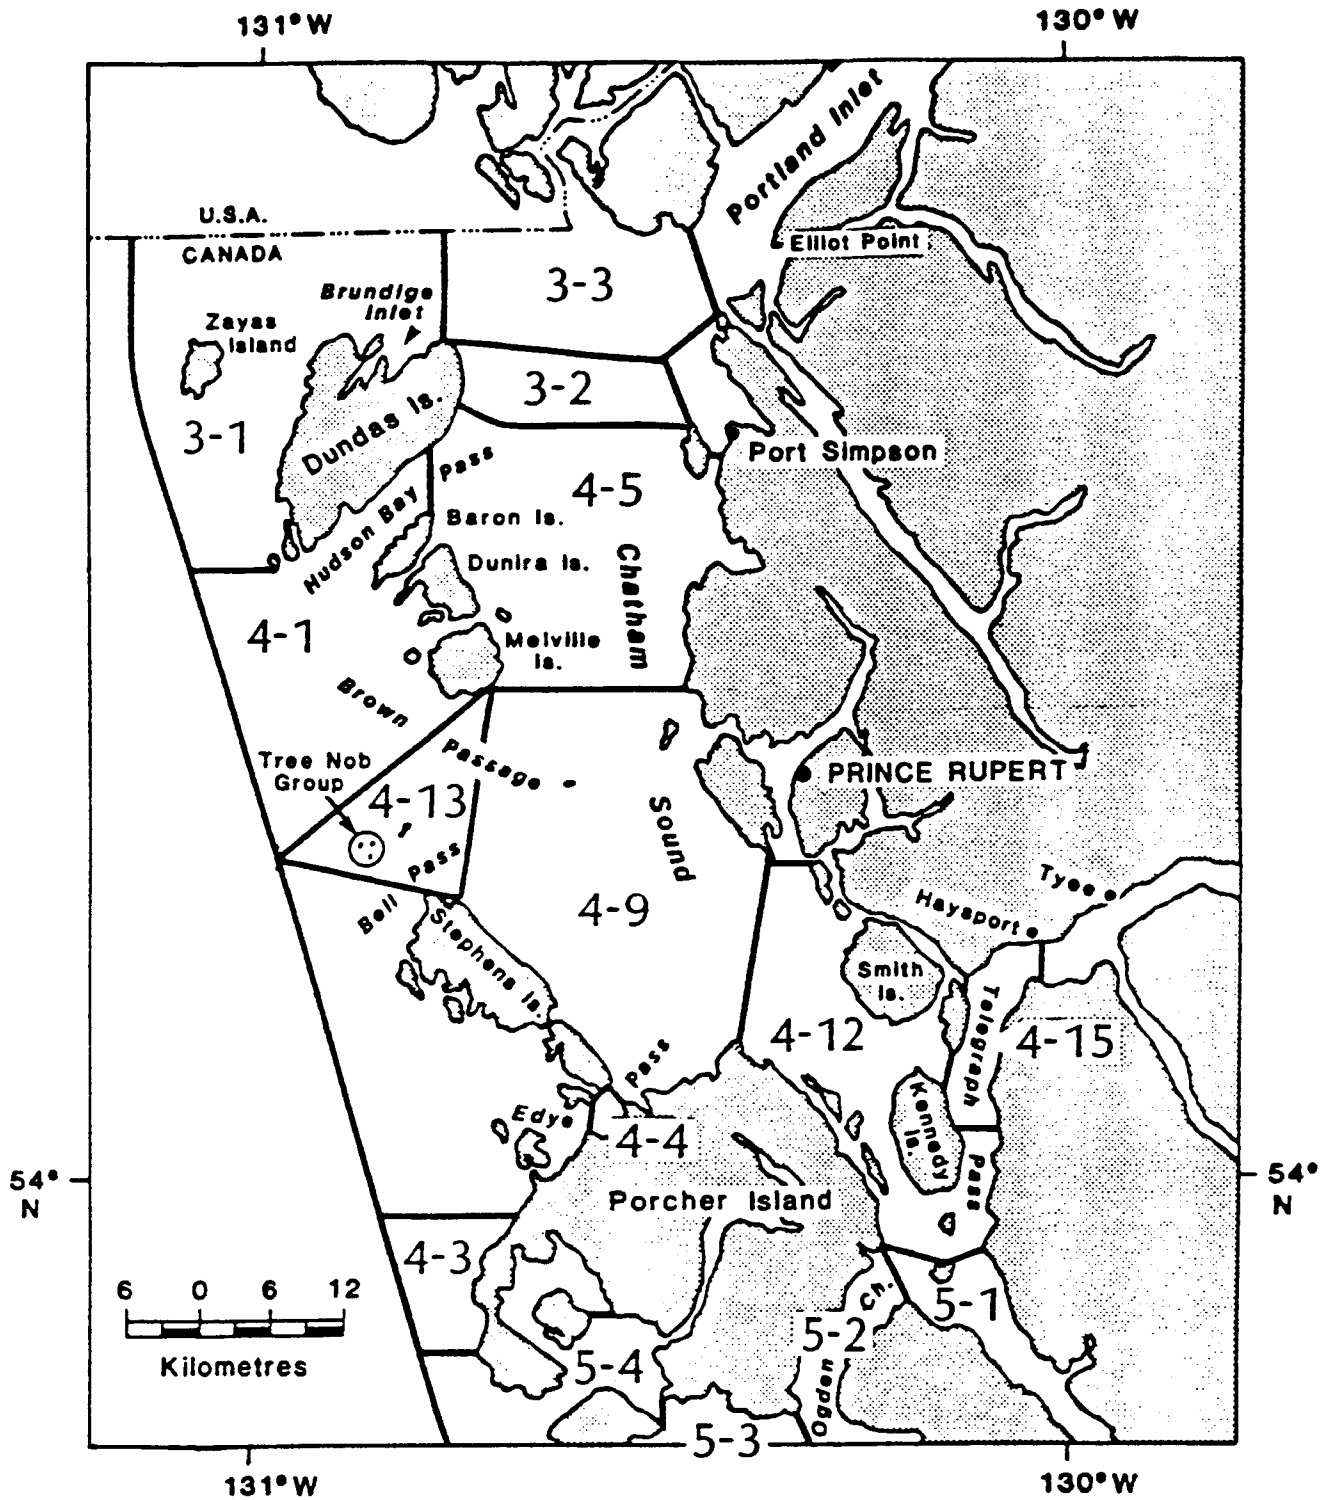 131° W
130° W
Portland Inlet
U.S.A.
CANADA
Elliot Point
3-3
Brundige
Inlet
Zayas
Island
3-2
3-1
Dundas Is.
Port Simpson
Hudson Bay Pass
4-5
Baron Is.
Dunira Is.
Chatham
4-1
Melville
Is.
Brown
Passage
Tree Nob
Group
PRINCE RUPERT
4-13
Sound
Bell Pass
Tyee
4-9
Haysport
Stephens Is.
Smith
Is.
Telegraph
4-12
4-15
Pass
Kennedy
Is.
Edye
4-4
Pass
54°
N
54°
N
Porcher Island
4-3
6 0 6 12
Kilometres
Ch.
5-1
5-2
5-4
Ogden
5-3
131° W
130° W